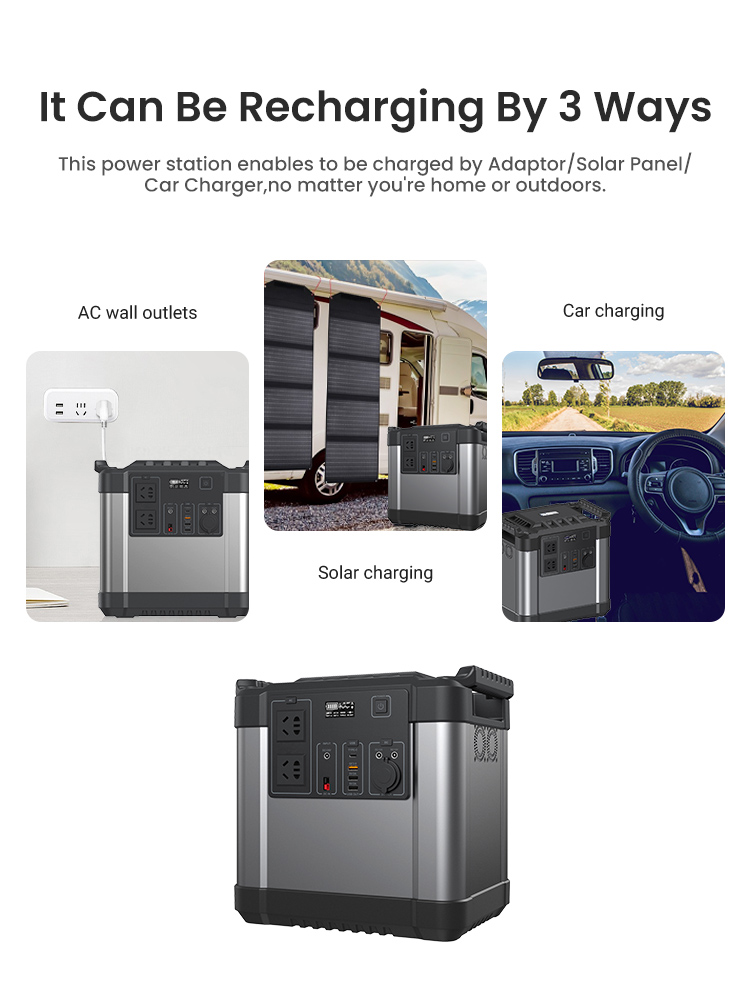 It Can Be Recharging By 3 Ways
This power station enables to be charged by Adaptor/Solar Panel/
Car Charger,no matter you're home or outdoors.
AC wall outlets
Car charging
Solar charging